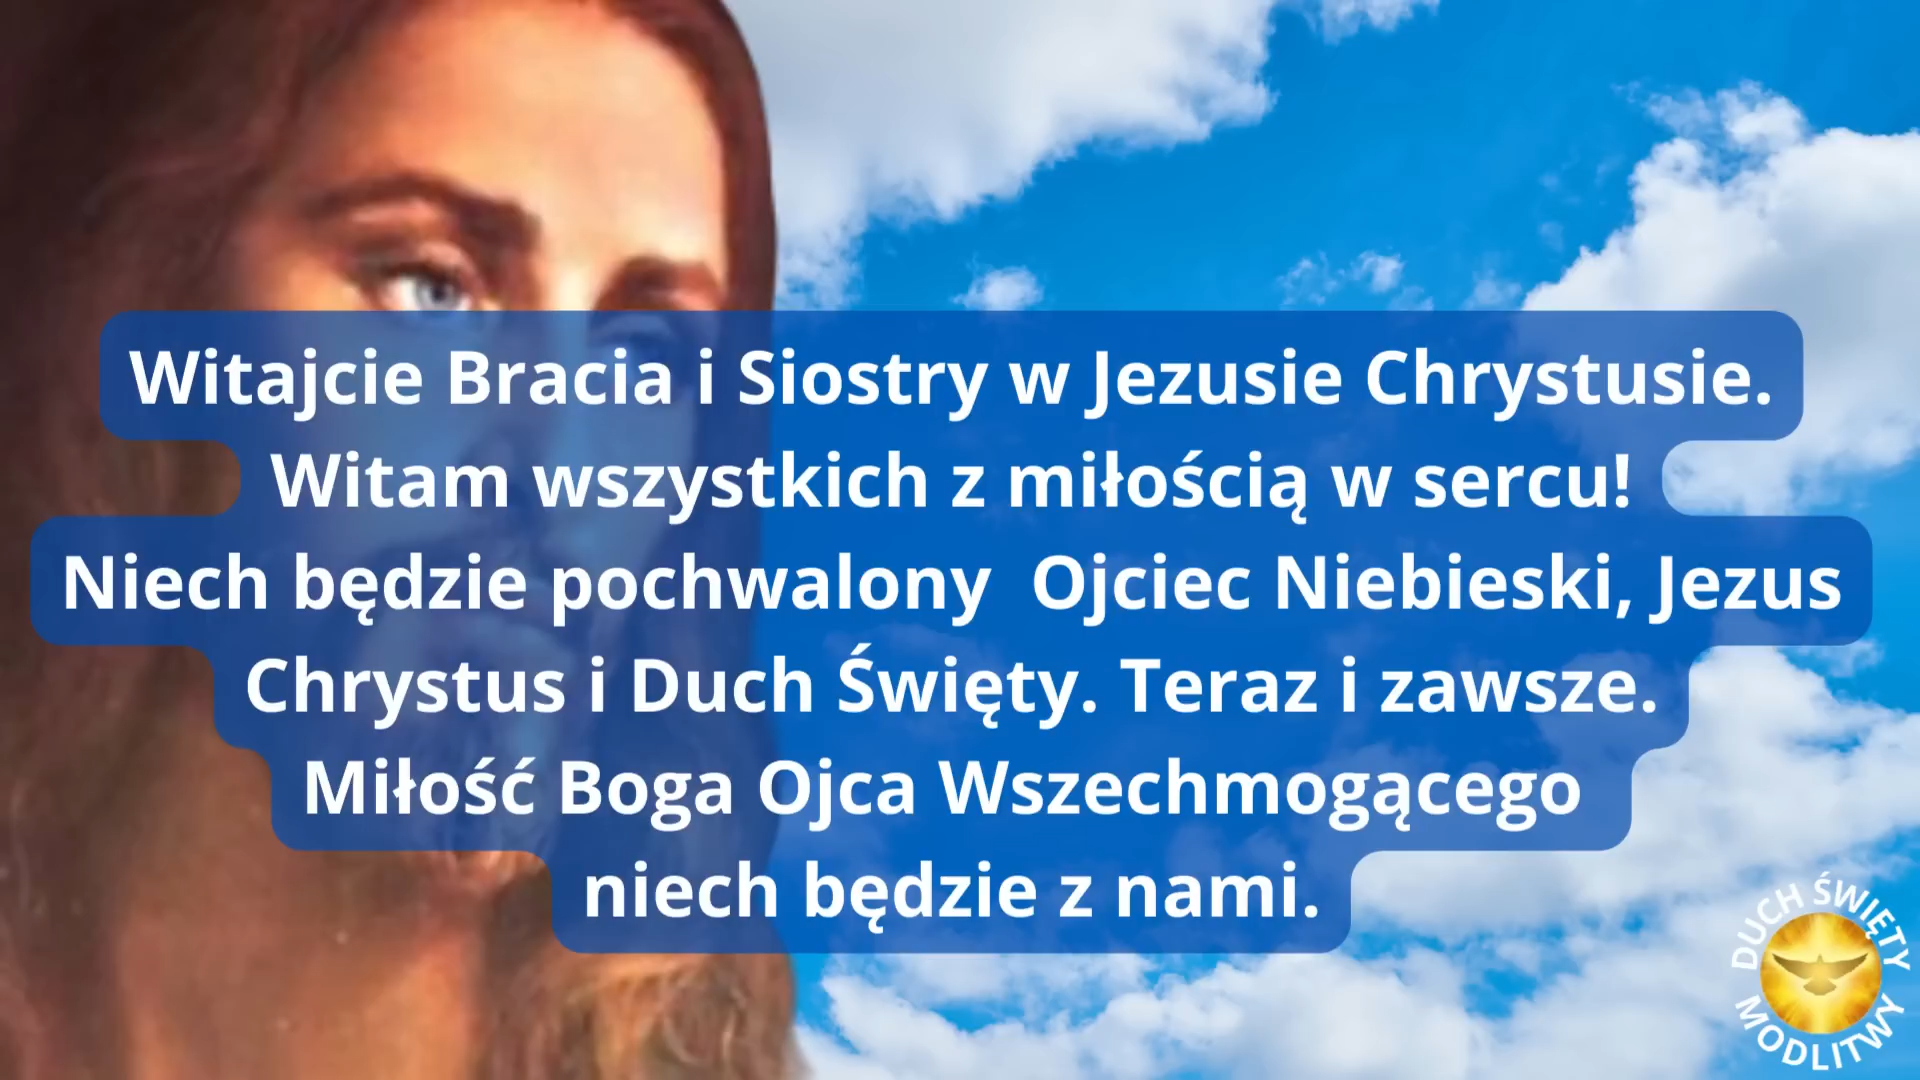 Witajcie Bracia i Siostry w Jezusie Chrystusie.
Witam wszystkich z miłością w sercu!
Niech będzie pochwalony  Ojciec Niebieski, Jezus
Chrystus i Duch Święty. Teraz i zawsze.
Miłość Boga Ojca Wszechmogącego
niech będzie z nami.
DUCH ŚWIĘTY
MODLITWY